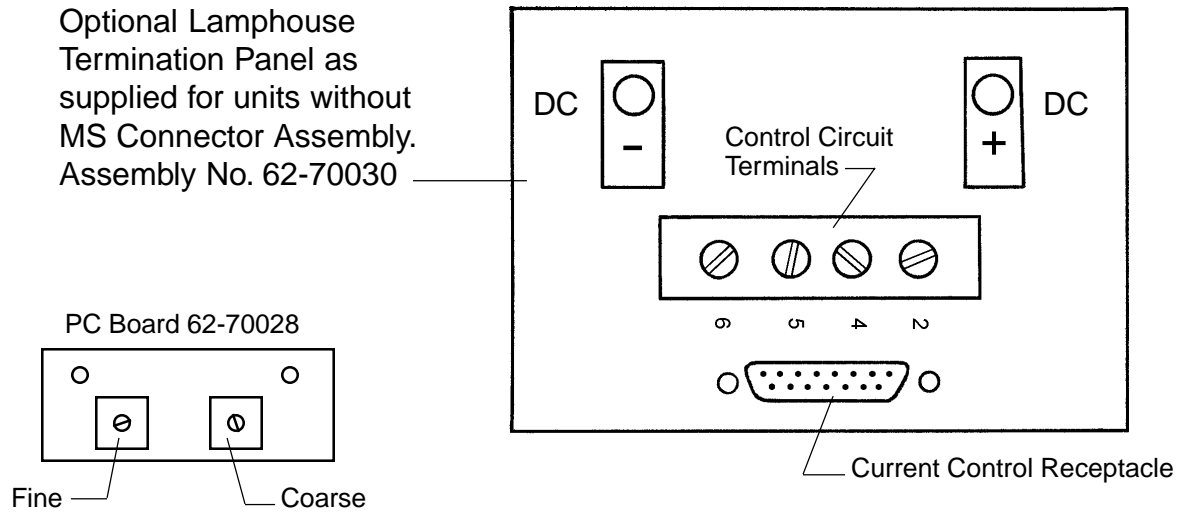 Optional Lamphouse
Termination Panel as
supplied for units without
MS Connector Assembly.
Assembly No. 62-70030
DC
-
+
DC
Control Circuit
Terminals
6 5 4 2
Current Control Receptacle
PC Board 62-70028
Fine
Coarse